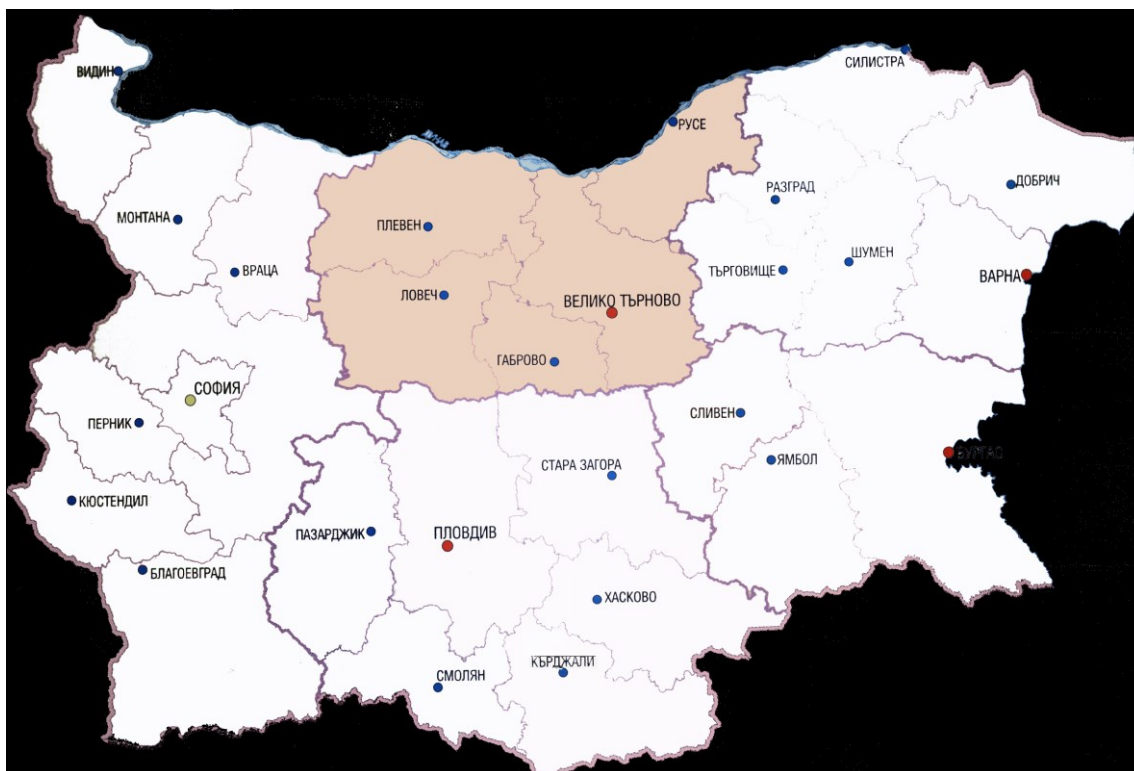 СИЛИСТРА
ВИДИН
РУСЕ
ДОБРИЧ
РАЗГРАД
МОНТАНА
ПЛЕВЕН
ШУМЕН
ВРАЦА
ТЪРГОВИЩЕ
ВАРНА
ЛОВЕЧ
ВЕЛИКО ТЪРНОВО
ГАБРОВО
СОФИЯ
СЛИВЕН
ПЕРНИК
БУРГАС
ЯМБОЛ
СТАРА ЗАГОРА
КЮСТЕНДИЛ
ПАЗАРДЖИК
ПЛОВДИВ
БЛАГОЕВГРАД
ХАСКОВО
КЪРДЖАЛИ
СМОЛЯН